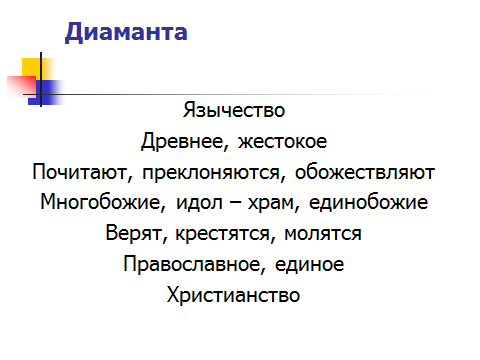 Диаманта
Язычество
Древнее, жестокое
Почитают, преклоняются, обожествляют
Многобожие, идол – храм, единобожие
Верят, крестятся, молятся
Православное, единое
Христианство